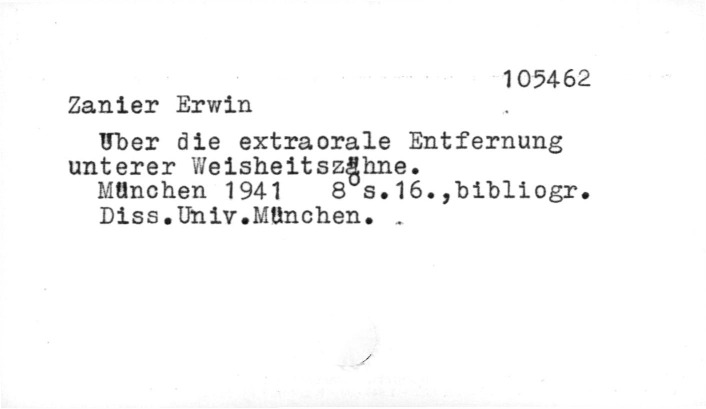 105462
Zanier Erwin
Über die extraorale Entfernung
unterer Weisheitszähne.
München 1941 8° s.16.,bibliogr.
Diss.Univ.München.